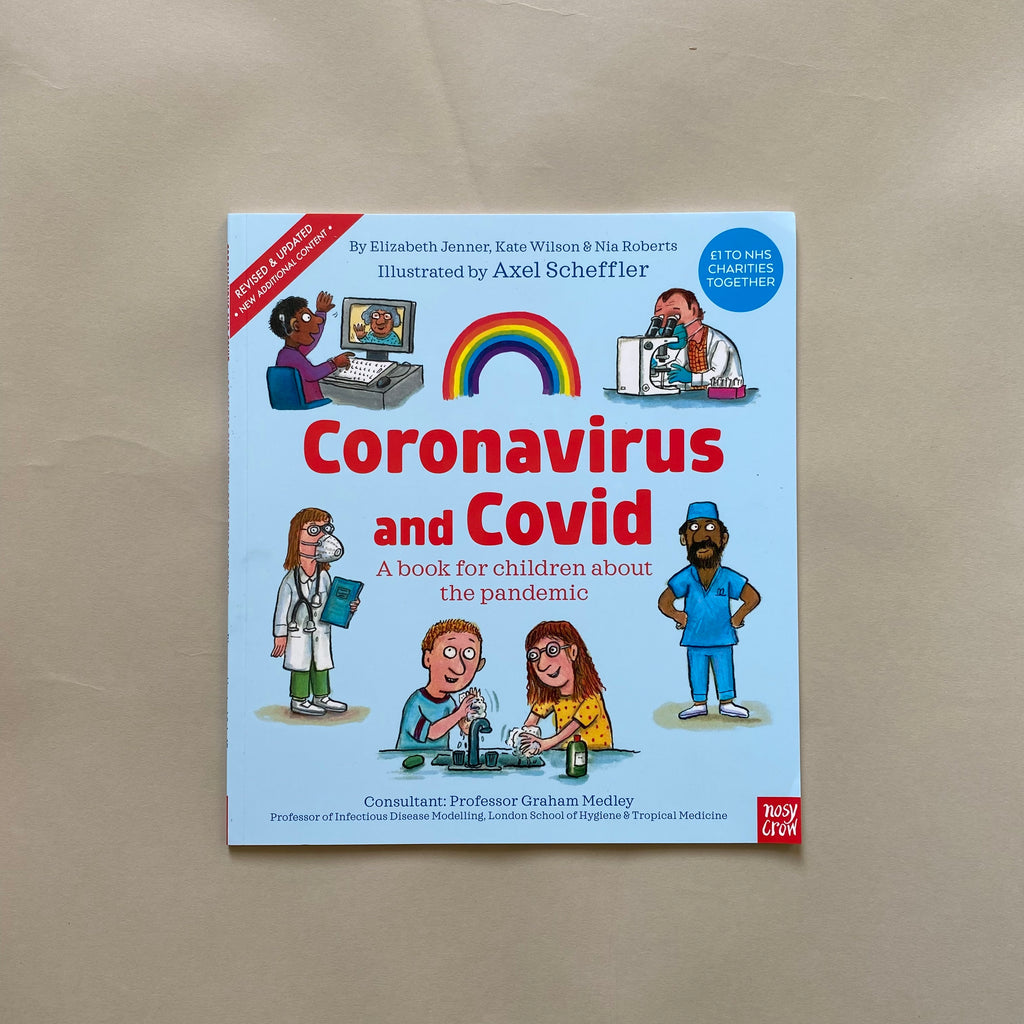 REVISED & UPDATED
• NEW ADDITIONAL CONTENT •
By Elizabeth Jenner, Kate Wilson & Nia Roberts
Illustrated by Axel Scheffler
£1 TO NHS
CHARITIES
TOGETHER
Coronavirus
and Covid
A book for children about
the pandemic
Consultant: Professor Graham Medley
Professor of Infectious Disease Modelling, London School of Hygiene & Tropical Medicine
nosy
crow